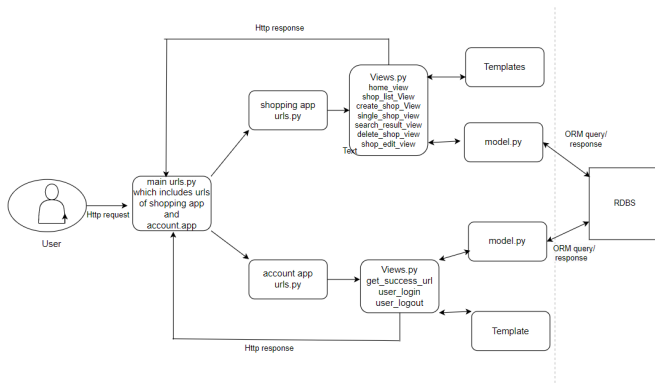 Http response
Views.py
home_view
shop_list_View
create_shop_View
single_shop_view
search_result_view
delete_shop_view
shop_edit_view
Text
Templates
shopping app
urls.py
model.py
ORM query/
response
main urls.py
which includes urls
of shopping app
and
account.app
Http request
User
RDBS
model.py
ORM query/
response
account app
urls.py
Views.py
get_success_url
user_login
user_logout
Template
Http response